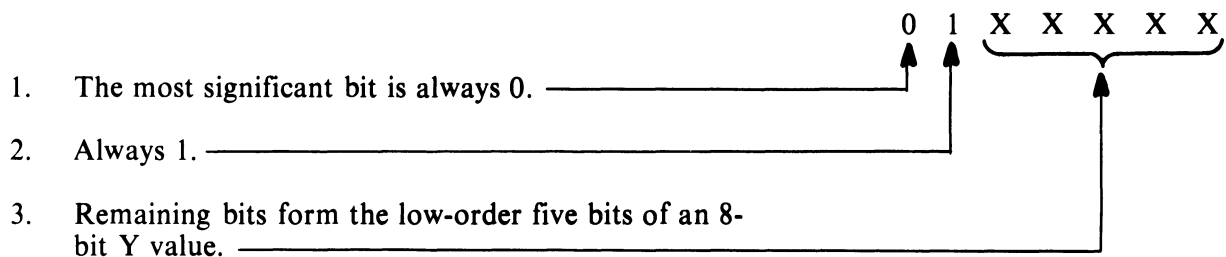 0 1 X X X X X
1. The most significant bit is always 0.
2. Always 1.
3. Remaining bits form the low-order five bits of an 8-
bit Y value.